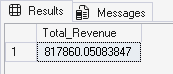 Results Messages
Total_Revenue
1 817860.05083847